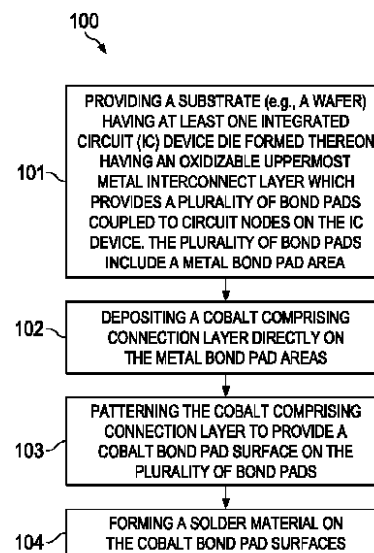 100
101
PROVIDING A SUBSTRATE (e.g., A WAFER)
HAVING AT LEAST ONE INTEGRATED
CIRCUIT (IC) DEVICE DIE FORMED THEREON
HAVING AN OXIDIZABLE UPPERMOST
METAL INTERCONNECT LAYER WHICH
PROVIDES A PLURALITY OF BOND PADS
COUPLED TO CIRCUIT NODES ON THE IC
DEVICE. THE PLURALITY OF BOND PADS
INCLUDE A METAL BOND PAD AREA
102
DEPOSITING A COBALT COMPRISING
CONNECTION LAYER DIRECTLY ON
THE METAL BOND PAD AREAS
103
PATTERNING THE COBALT COMPRISING
CONNECTION LAYER TO PROVIDE A
COBALT BOND PAD SURFACE ON THE
PLURALITY OF BOND PADS
104
FORMING A SOLDER MATERIAL ON
THE COBALT BOND PAD SURFACES